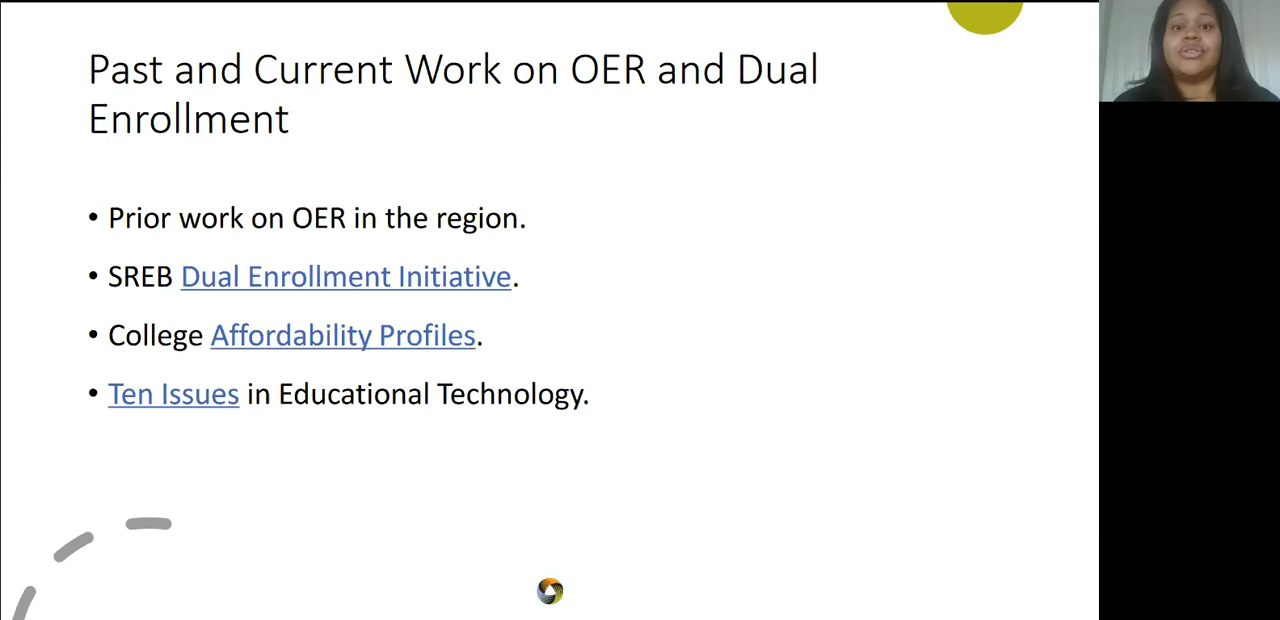 Past and Current Work on OER and Dual
Enrollment
• Prior work on OER in the region.
• SREB Dual Enrollment Initiative.
• College Affordability Profiles.
• Ten Issues in Educational Technology.